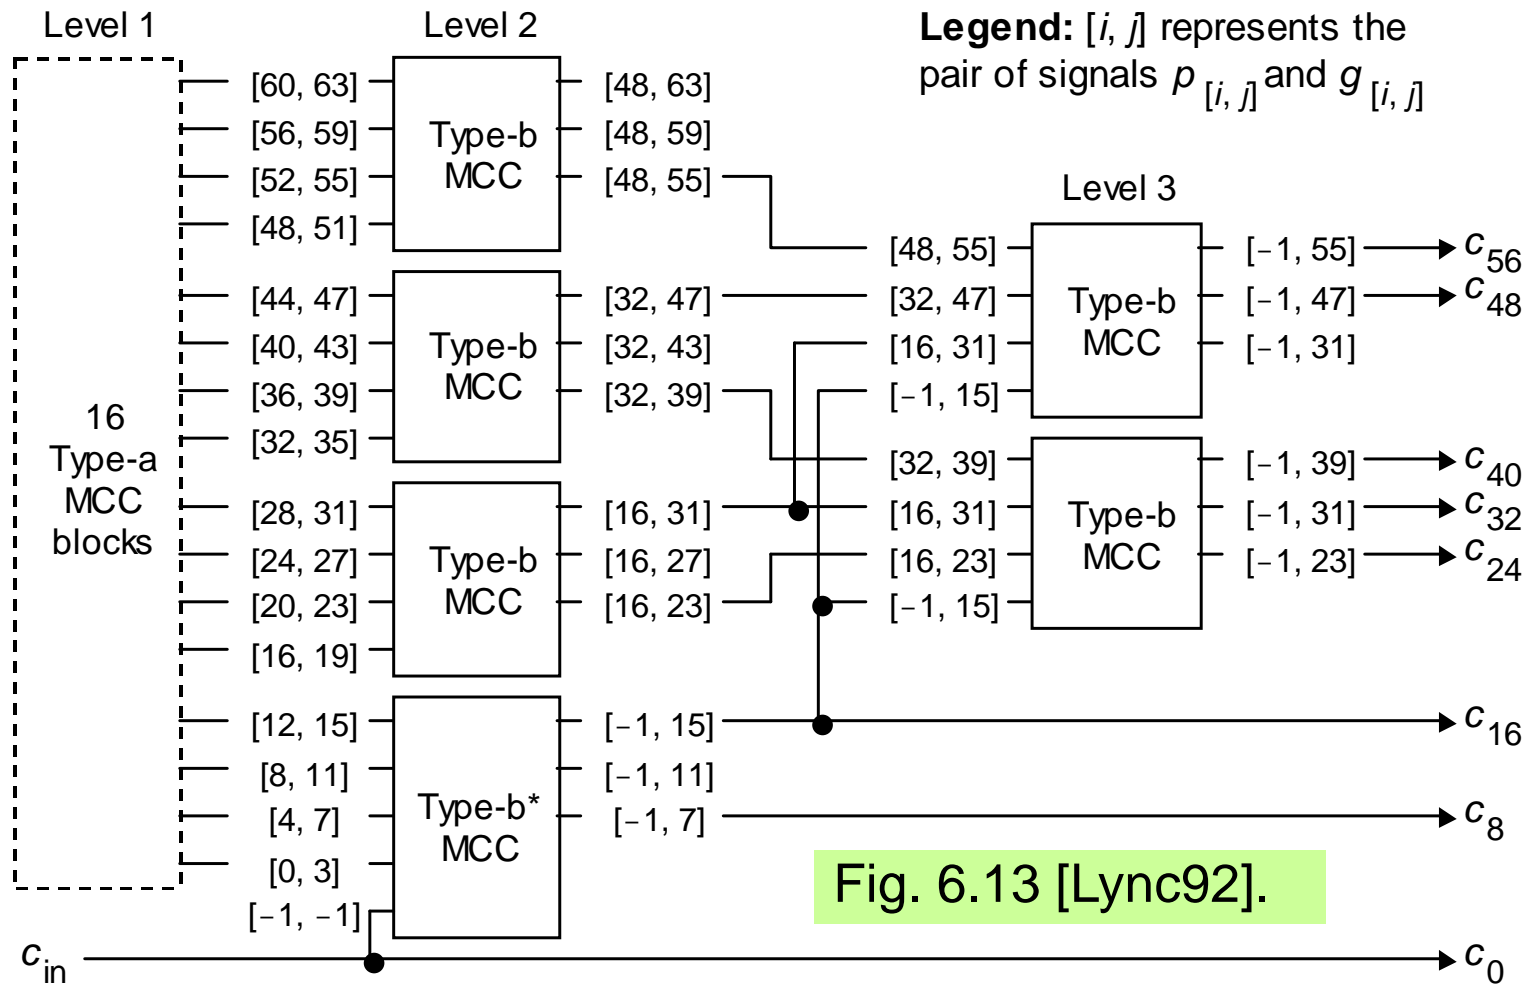 Level 1
Level 2
Legend: [i, j] represents the
pair of signals p [i, j] and g [i, j]
Level 3
16
Type-a
MCC
blocks
[60, 63]
[56, 59]
[52, 55]
[48, 51]
Type-b
MCC
[48, 63]
[48, 59]
[48, 55]
[44, 47]
[40, 43]
[36, 39]
[32, 35]
Type-b
MCC
[32, 47]
[32, 43]
[32, 39]
[28, 31]
[24, 27]
[20, 23]
[16, 19]
Type-b
MCC
[16, 31]
[16, 27]
[16, 23]
[12, 15]
[8, 11]
[4, 7]
[0, 3]
[−1, −1]
Type-b*
MCC
[−1, 15]
[−1, 11]
[−1, 7]
[48, 55]
[32, 47]
[16, 31]
[−1, 15]
Type-b
MCC
[−1, 55]
[−1, 47]
[−1, 31]
c56
c48
[32, 39]
[16, 31]
[16, 23]
[−1, 15]
Type-b
MCC
[−1, 39]
[−1, 31]
[−1, 23]
c40
c32
c24
c16
c8
Fig. 6.13 [Lync92].
cin
c0